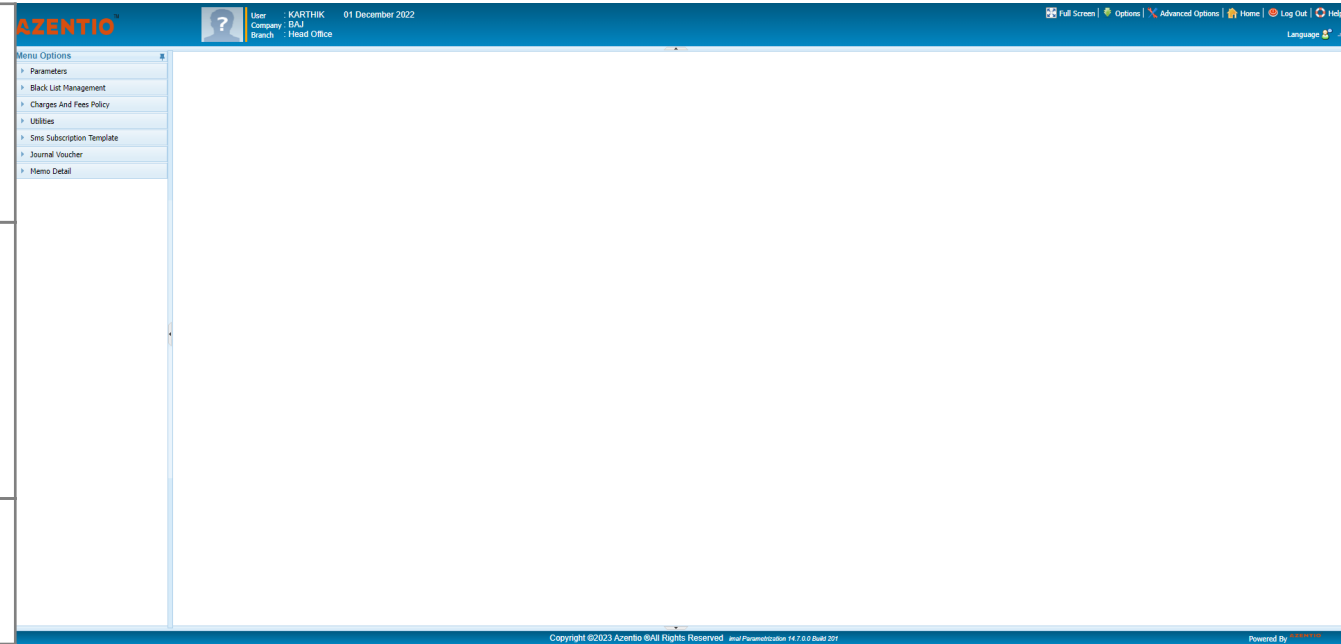 AZENTIO™
User : KARTHIK 01 December 2022
Company : BAJ
Branch : Head Office
Full Screen | Options | Advanced Options | Home | Log Out | Help
Language
Menu Options
Parameters
Black List Management
Charges And Fees Policy
Utilities
Sms Subscription Template
Journal Voucher
Memo Detail
Copyright ©2023 Azentio ®All Rights Reserved imal Parametrization 14.7.0.0 Build 201
Powered By AZENTIO